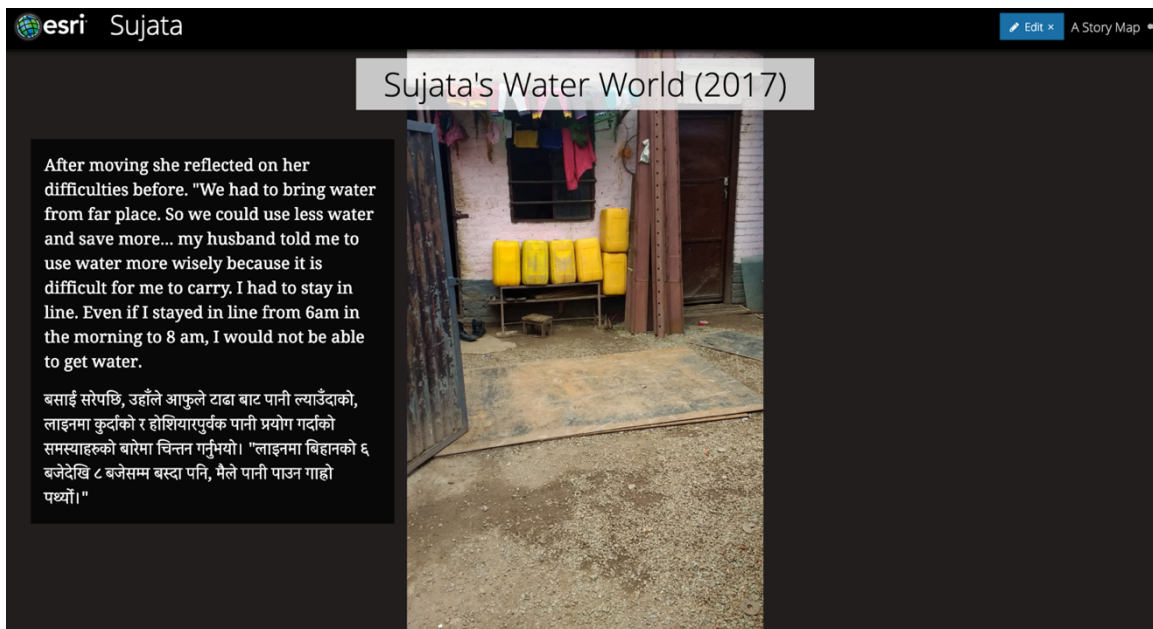 esri Sujata
Edit ×
A Story Map
Sujata's Water World (2017)
After moving she reflected on her
difficulties before. "We had to bring water
from far place. So we could use less water
and save more... my husband told me to
use water more wisely because it is
difficult for me to carry. I had to stay in
line. Even if I stayed in line from 6am in
the morning to 8 am, I would not be able
to get water.
बसाई सरेपछि, उहाँले आफुले टाढा बाट पानी ल्याउँदाको,
लाइनमा कुर्दाको र होशियारपुर्वक पानी प्रयोग गर्दाको
समस्याहरुको बारेमा चिन्तन गर्नुभयो। "लाइनमा बिहानको ६
बजेदेखि ८ बजेसम्म बस्दा पनि, मैले पानी पाउन गाह्रो
पर्थ्यो।"